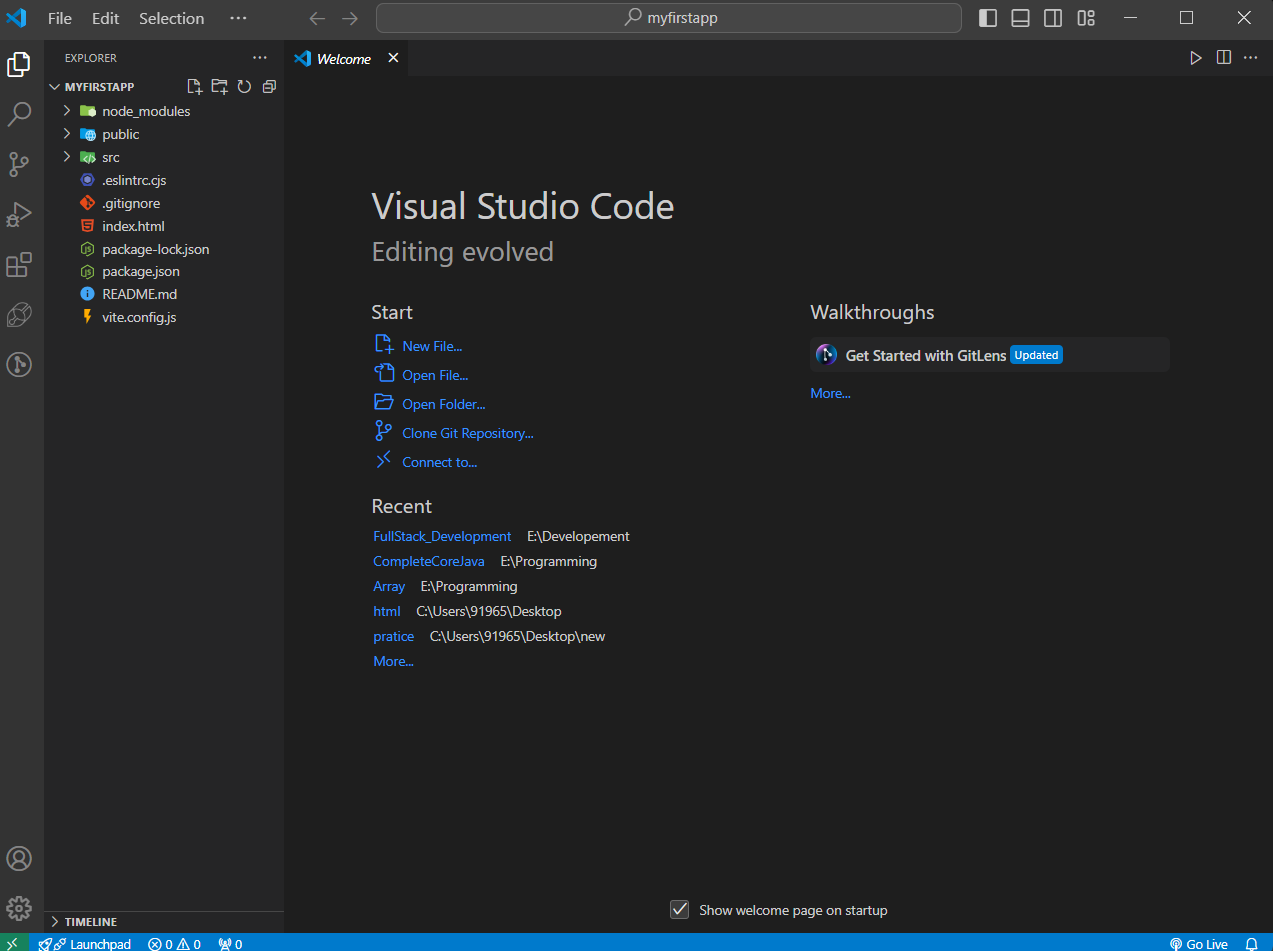 File Edit Selection ··· myfirstapp
EXPLORER ···
Welcome
MYFIRSTAPP
node_modules
public
src
.eslintrc.cjs
.gitignore
index.html
package-lock.json
package.json
README.md
vite.config.js
Visual Studio Code
Editing evolved
Start
New File...
Open File...
Open Folder...
Clone Git Repository...
Connect to...
Recent
FullStack_Development E:\Developement
CompleteCoreJava E:\Programming
Array E:\Programming
html C:\Users\91965\Desktop
pratice C:\Users\91965\Desktop\new
More...
Walkthroughs
Get Started with GitLens Updated
More...
Show welcome page on startup
TIMELINE
Launchpad 0 0 0 Go Live